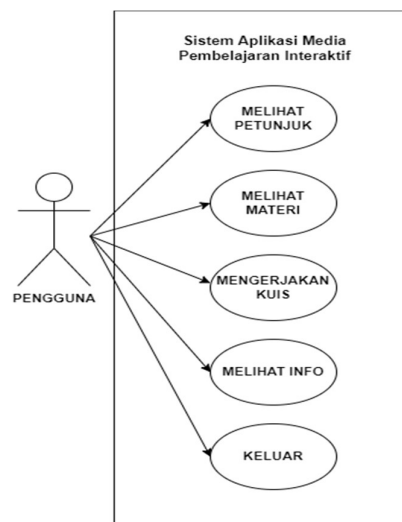 Sistem Aplikasi Media
Pembelajaran Interaktif
MELIHAT
PETUNJUK
MELIHAT
MATERI
MENGERJAKAN
KUIS
PENGGUNA
MELIHAT INFO
KELUAR